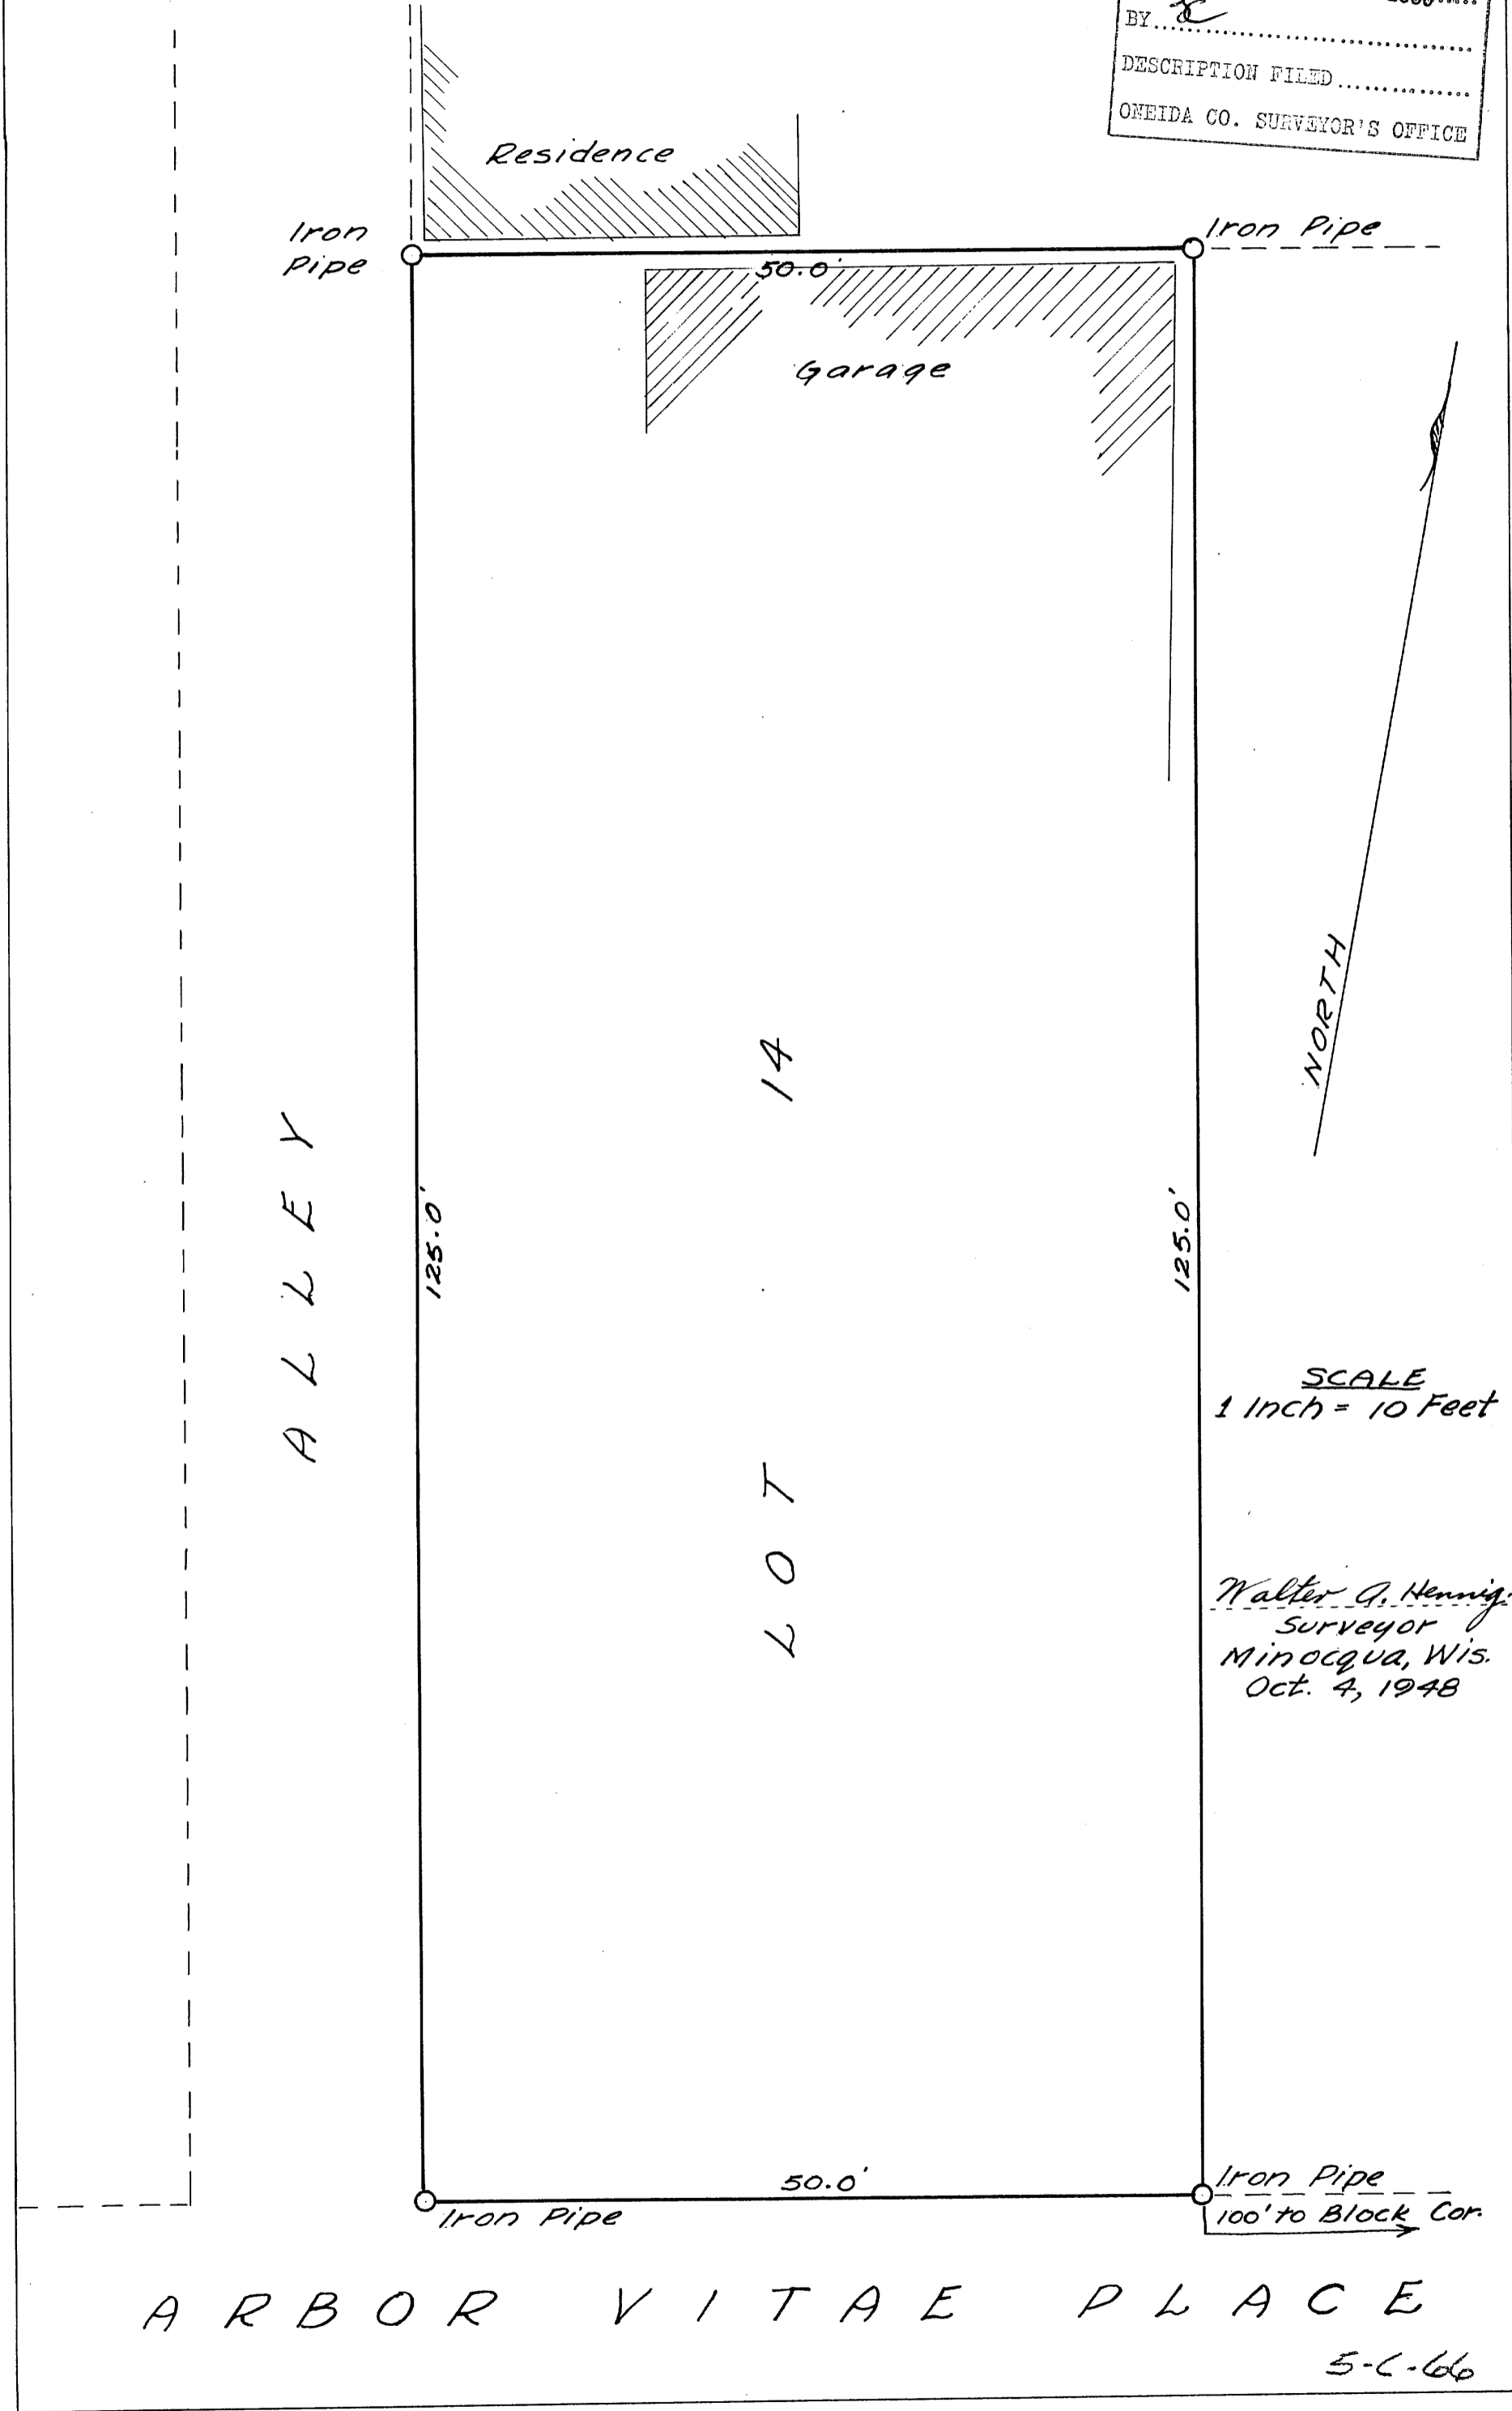 BY
DESCRIPTION FILED
ONEIDA CO. SURVEYOR'S OFFICE
Residence
Iron
Pipe
Iron Pipe
50.0'
Garage
NORTH
ALLEY
125.0'
LOT 14
125.0'
SCALE
1 Inch = 10 Feet
Walter A. Hennig
Surveyor
Minocqua, Wis.
Oct. 4, 1948
50.0'
Iron Pipe
Iron Pipe
100' to Block Cor.
ARBOR VITAE PLACE
5-C-66